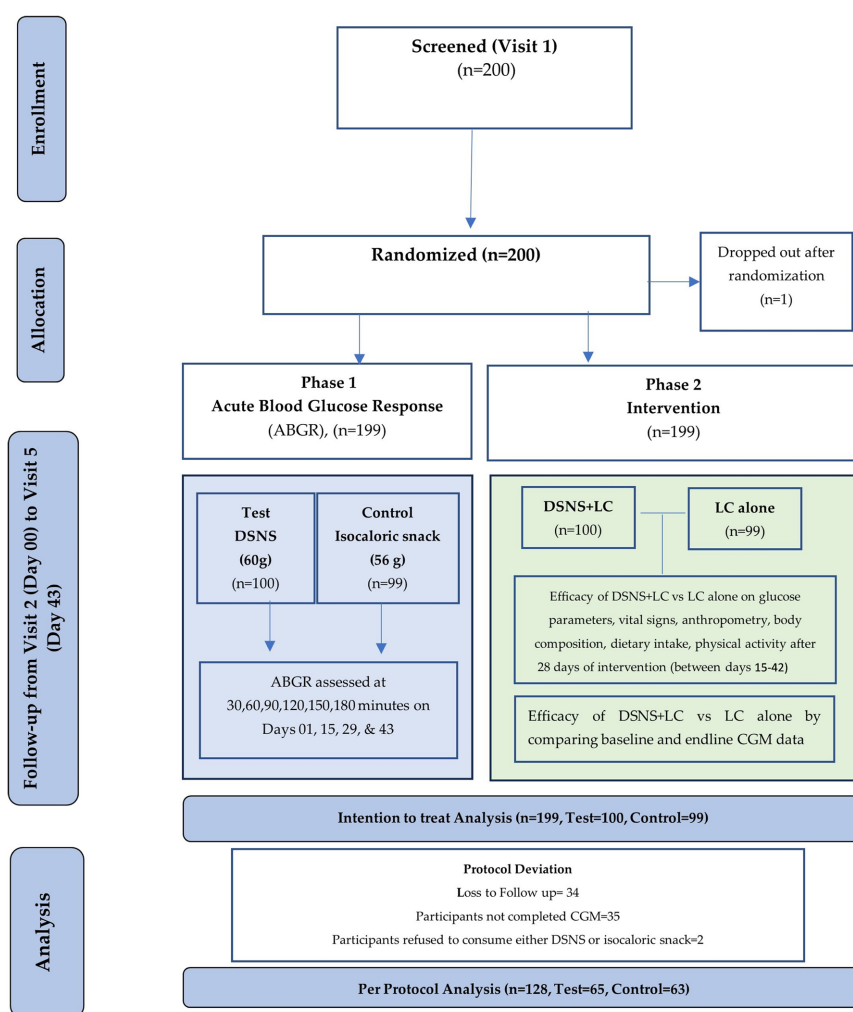 Enrollment
Screened (Visit 1)
(n=200)
Allocation
Randomized (n=200)
Dropped out after
randomization
(n=1)
Phase 1
Acute Blood Glucose Response
(ABGR), (n=199)
Phase 2
Intervention
(n=199)
Follow-up from Visit 2 (Day 00) to Visit 5
(Day 43)
Test
DSNS
(60g)
(n=100)
Control
Isocaloric snack
(56 g)
(n=99)
ABGR assessed at
30,60,90,120,150,180 minutes on
Days 01, 15, 29, & 43
DSNS+LC
(n=100)
LC alone
(n=99)
Efficacy of DSNS+LC vs LC alone on glucose
parameters, vital signs, anthropometry, body
composition, dietary intake, physical activity after
28 days of intervention (between days 15-42)
Efficacy of DSNS+LC vs LC alone by
comparing baseline and endline CGM data
Intention to treat Analysis (n=199, Test=100, Control=99)
Analysis
Protocol Deviation
Loss to Follow up= 34
Participants not completed CGM=35
Participants refused to consume either DSNS or isocaloric snack=2
Per Protocol Analysis (n=128, Test=65, Control=63)